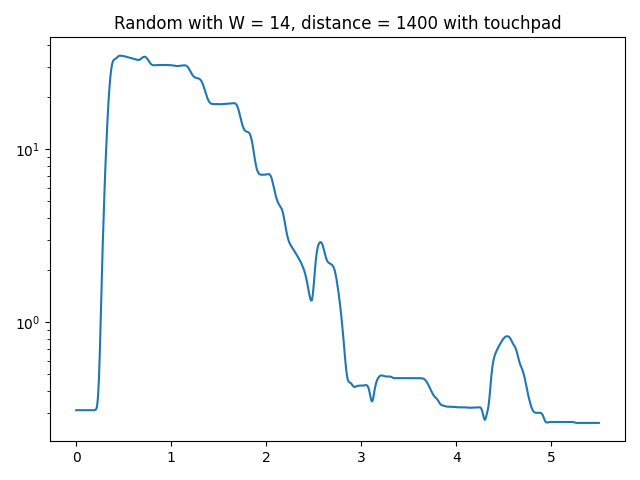 Random with W = 14, distance = 1400 with touchpad
10¹
10⁰
0 1 2 3 4 5